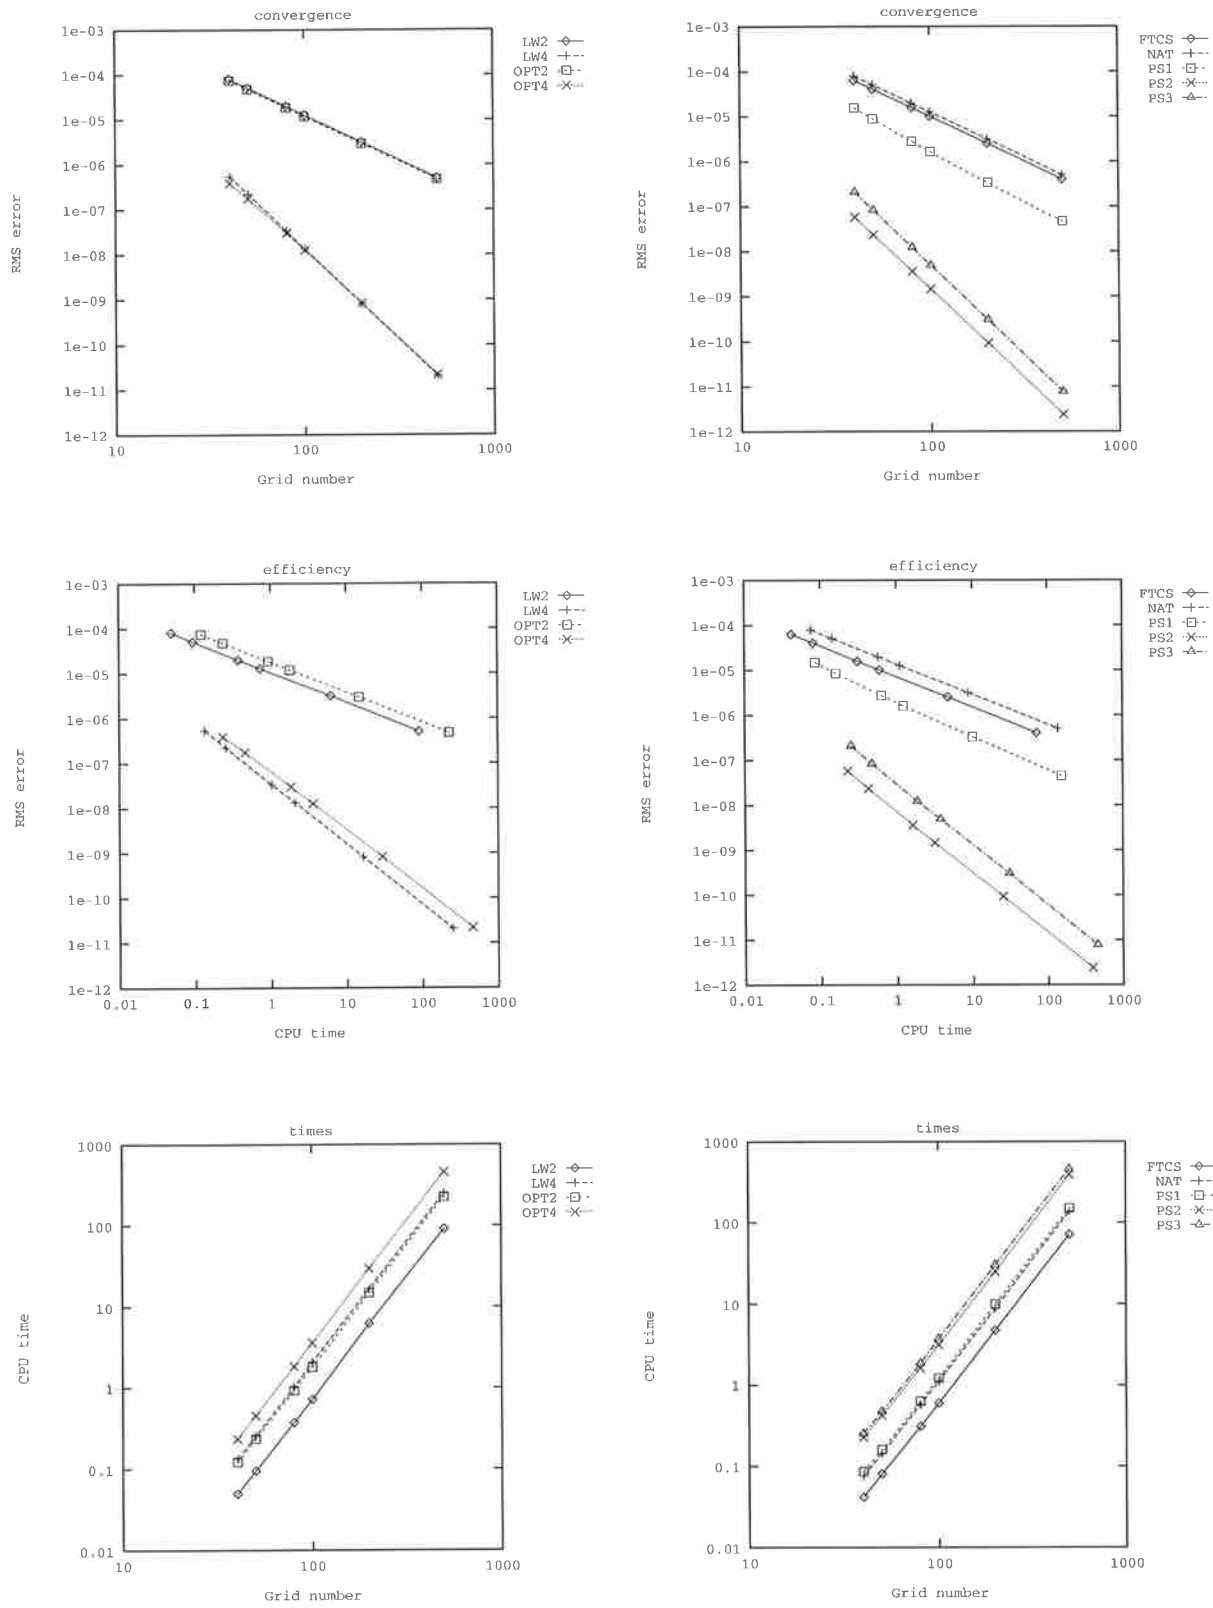 convergence
1e-03
1e-04
1e-05
1e-06
1e-07
1e-08
1e-09
1e-10
1e-11
1e-12
10
100
1000
RMS error
Grid number
LW2
LW4
OPT2
OPT4
convergence
1e-03
1e-04
1e-05
1e-06
1e-07
1e-08
1e-09
1e-10
1e-11
1e-12
10
100
1000
RMS error
Grid number
FTCS
NAT
PS1
PS2
PS3
efficiency
1e-03
1e-04
1e-05
1e-06
1e-07
1e-08
1e-09
1e-10
1e-11
1e-12
0.01
0.1
1
10
100
1000
RMS error
CPU time
LW2
LW4
OPT2
OPT4
efficiency
1e-03
1e-04
1e-05
1e-06
1e-07
1e-08
1e-09
1e-10
1e-11
1e-12
0.01
0.1
1
10
100
1000
RMS error
CPU time
FTCS
NAT
PS1
PS2
PS3
times
1000
100
10
1
0.1
0.01
10
100
1000
CPU time
Grid number
LW2
LW4
OPT2
OPT4
times
1000
100
10
1
0.1
0.01
10
100
1000
CPU time
Grid number
FTCS
NAT
PS1
PS2
PS3